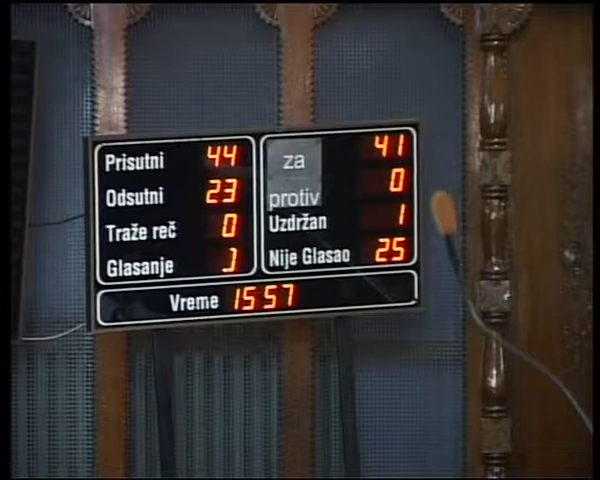 Prisutni 44
Odsutni 23
Traže reč 0
Glasanje
za 41
protiv 0
Uzdržan 1
Nije Glasao 25
Vreme 15 57